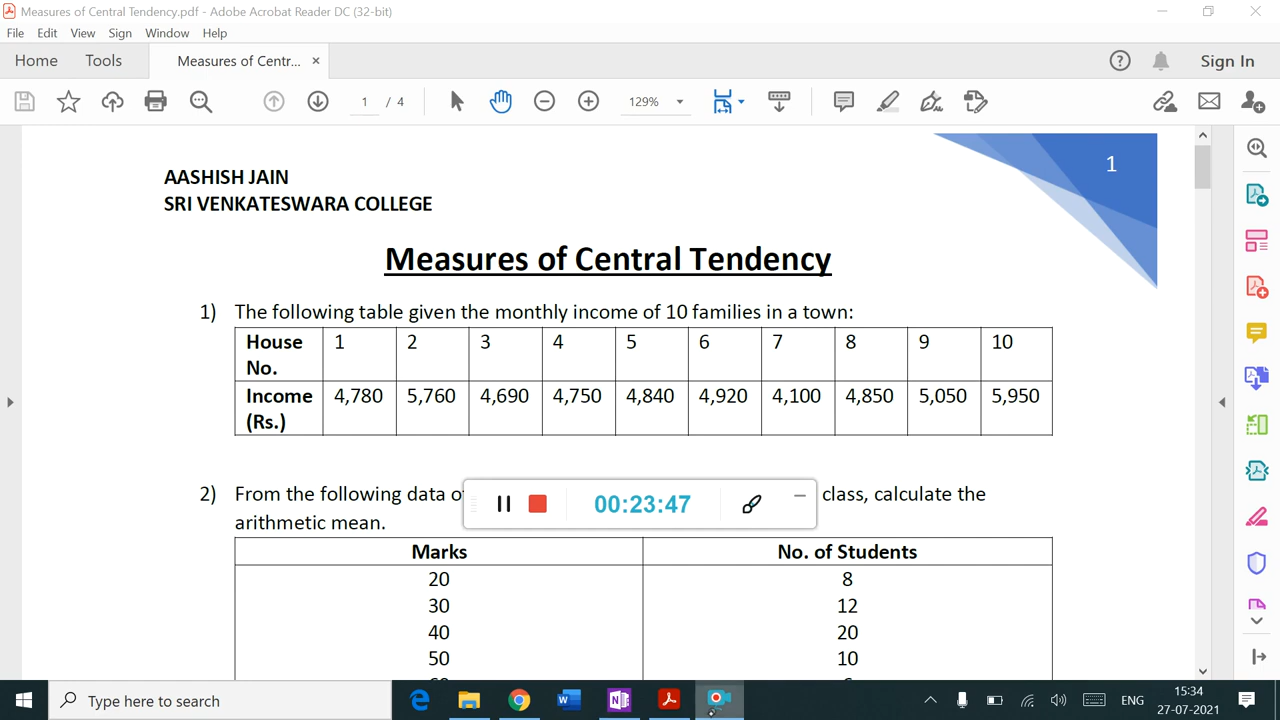 Measures of Central Tendency.pdf - Adobe Acrobat Reader DC (32-bit)
File Edit View Sign Window Help
Home Tools Measures of Centr... × Sign In
1 / 4 129%
1
AASHISH JAIN
SRI VENKATESWARA COLLEGE
Measures of Central Tendency
1) The following table given the monthly income of 10 families in a town:
House No. 1 2 3 4 5 6 7 8 9 10
Income (Rs.) 4,780 5,760 4,690 4,750 4,840 4,920 4,100 4,850 5,050 5,950
2) From the following data of class, calculate the
00:23:47
arithmetic mean.
Marks No. of Students
20 8
30 12
40 20
50 10
Type here to search
ENG
15:34
27-07-2021